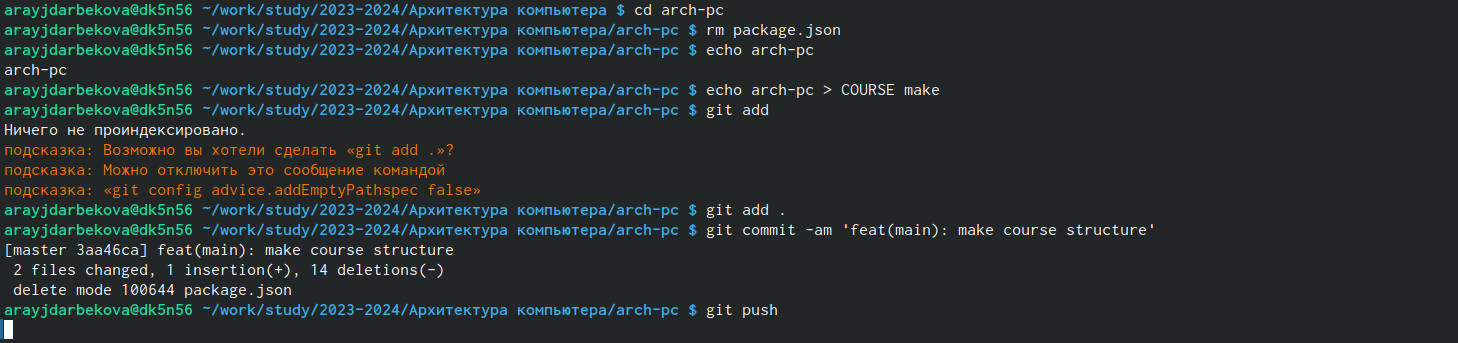 arayjdarbekova@dk5n56 ~/work/study/2023-2024/Архитектура компьютера $ cd arch-pc
arayjdarbekova@dk5n56 ~/work/study/2023-2024/Архитектура компьютера/arch-pc $ rm package.json
arayjdarbekova@dk5n56 ~/work/study/2023-2024/Архитектура компьютера/arch-pc $ echo arch-pc
arch-pc
arayjdarbekova@dk5n56 ~/work/study/2023-2024/Архитектура компьютера/arch-pc $ echo arch-pc > COURSE make
arayjdarbekova@dk5n56 ~/work/study/2023-2024/Архитектура компьютера/arch-pc $ git add
Ничего не проиндексировано.
подсказка: Возможно вы хотели сделать «git add .»?
подсказка: Можно отключить это сообщение командой
подсказка: «git config advice.addEmptyPathspec false»
arayjdarbekova@dk5n56 ~/work/study/2023-2024/Архитектура компьютера/arch-pc $ git add .
arayjdarbekova@dk5n56 ~/work/study/2023-2024/Архитектура компьютера/arch-pc $ git commit -am 'feat(main): make course structure'
[master 3aa46ca] feat(main): make course structure
 2 files changed, 1 insertion(+), 14 deletions(-)
 delete mode 100644 package.json
arayjdarbekova@dk5n56 ~/work/study/2023-2024/Архитектура компьютера/arch-pc $ git push